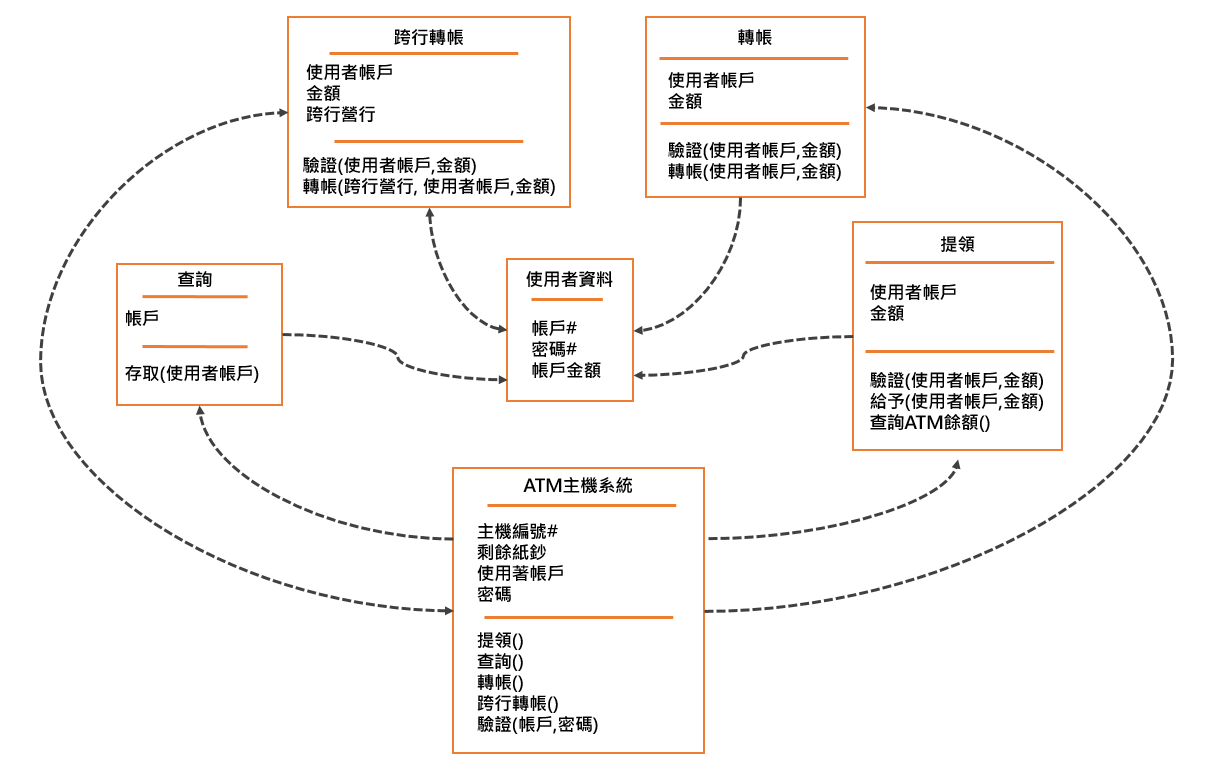 跨行轉帳
使用者帳戶
金額
跨行營行
驗證(使用者帳戶,金額)
轉帳(跨行營行, 使用者帳戶,金額)
轉帳
使用者帳戶
金額
驗證(使用者帳戶,金額)
轉帳(使用者帳戶,金額)
查詢
帳戶
存取(使用者帳戶)
使用者資料
帳戶#
密碼#
帳戶金額
提領
使用者帳戶
金額
驗證(使用者帳戶,金額)
給予(使用者帳戶,金額)
查詢ATM餘額()
ATM主機系統
主機編號#
剩餘紙鈔
使用著帳戶
密碼
提領()
查詢()
轉帳()
跨行轉帳()
驗證(帳戶,密碼)